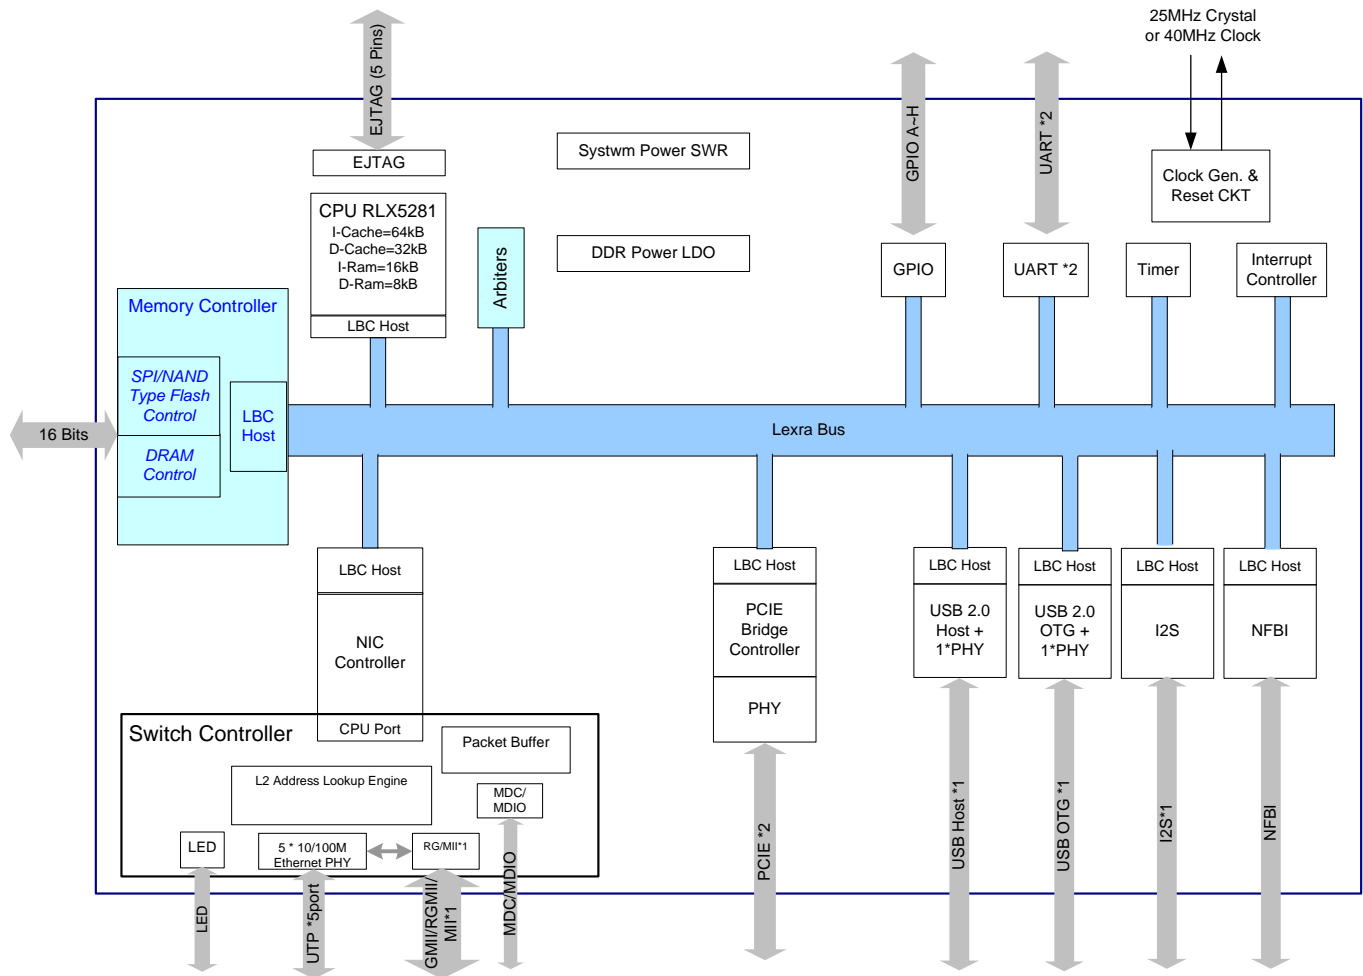 25MHz Crystal
or 40MHz Clock
EJTAG (5 Pins)
GPIO A~H
UART *2
EJTAG
Systwm Power SWR
Clock Gen. &
Reset CKT
CPU RLX5281
I-Cache=64kB
D-Cache=32kB
I-Ram=16kB
D-Ram=8kB
LBC Host
Arbiters
DDR Power LDO
GPIO
UART *2
Timer
Interrupt
Controller
Memory Controller
SPI/NAND
Type Flash
Control
DRAM
Control
LBC
Host
16 Bits
Lexra Bus
LBC Host
NIC
Controller
CPU Port
LBC Host
PCIE
Bridge
Controller
PHY
LBC Host
USB 2.0
Host +
1*PHY
LBC Host
USB 2.0
OTG +
1*PHY
LBC Host
I2S
LBC Host
NFBI
Switch Controller
Packet Buffer
L2 Address Lookup Engine
MDC/
MDIO
LED
5 * 10/100M
Ethernet PHY
RG/MII*1
LED
UTP *5port
GMII/RGMII/
MII*1
MDC/MDIO
PCIE *2
USB Host *1
USB OTG *1
I2S*1
NFBI